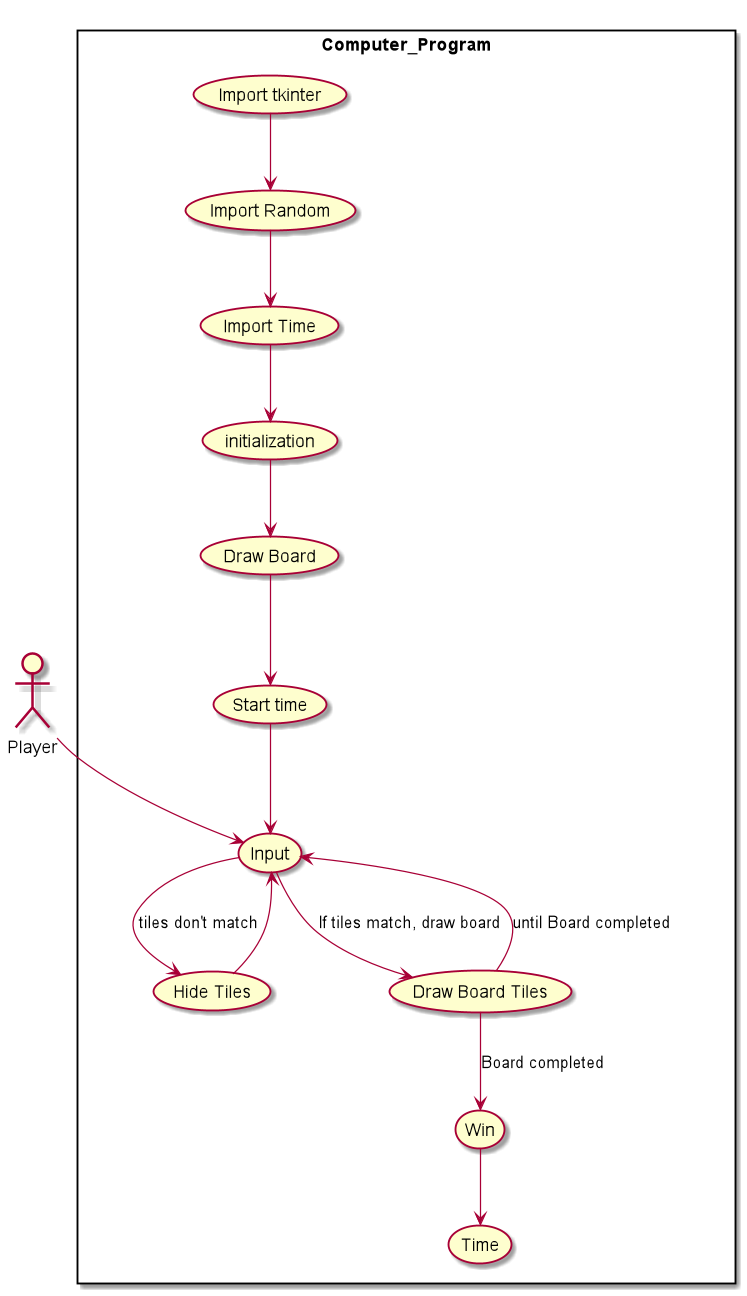 Computer_Program
Import tkinter
Import Random
Import Time
initialization
Draw Board
Start time
Player
Input
tiles don't match
If tiles match, draw board
until Board completed
Hide Tiles
Draw Board Tiles
Board completed
Win
Time